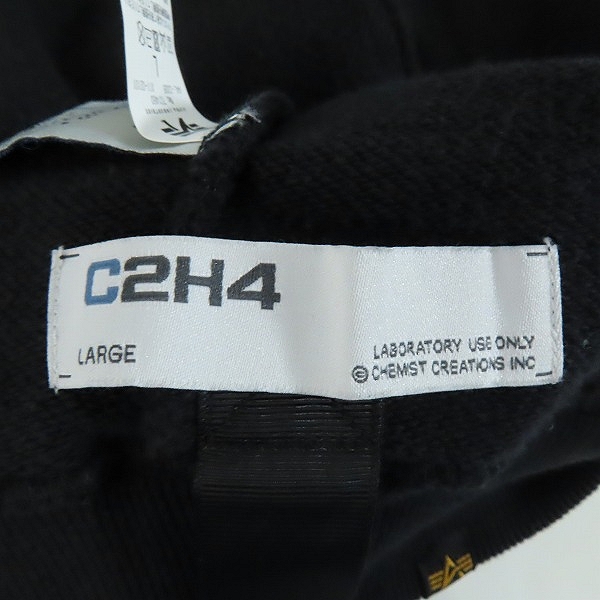 C2H4
LARGE
LABORATORY USE ONLY
© CHEMIST CREATIONS INC